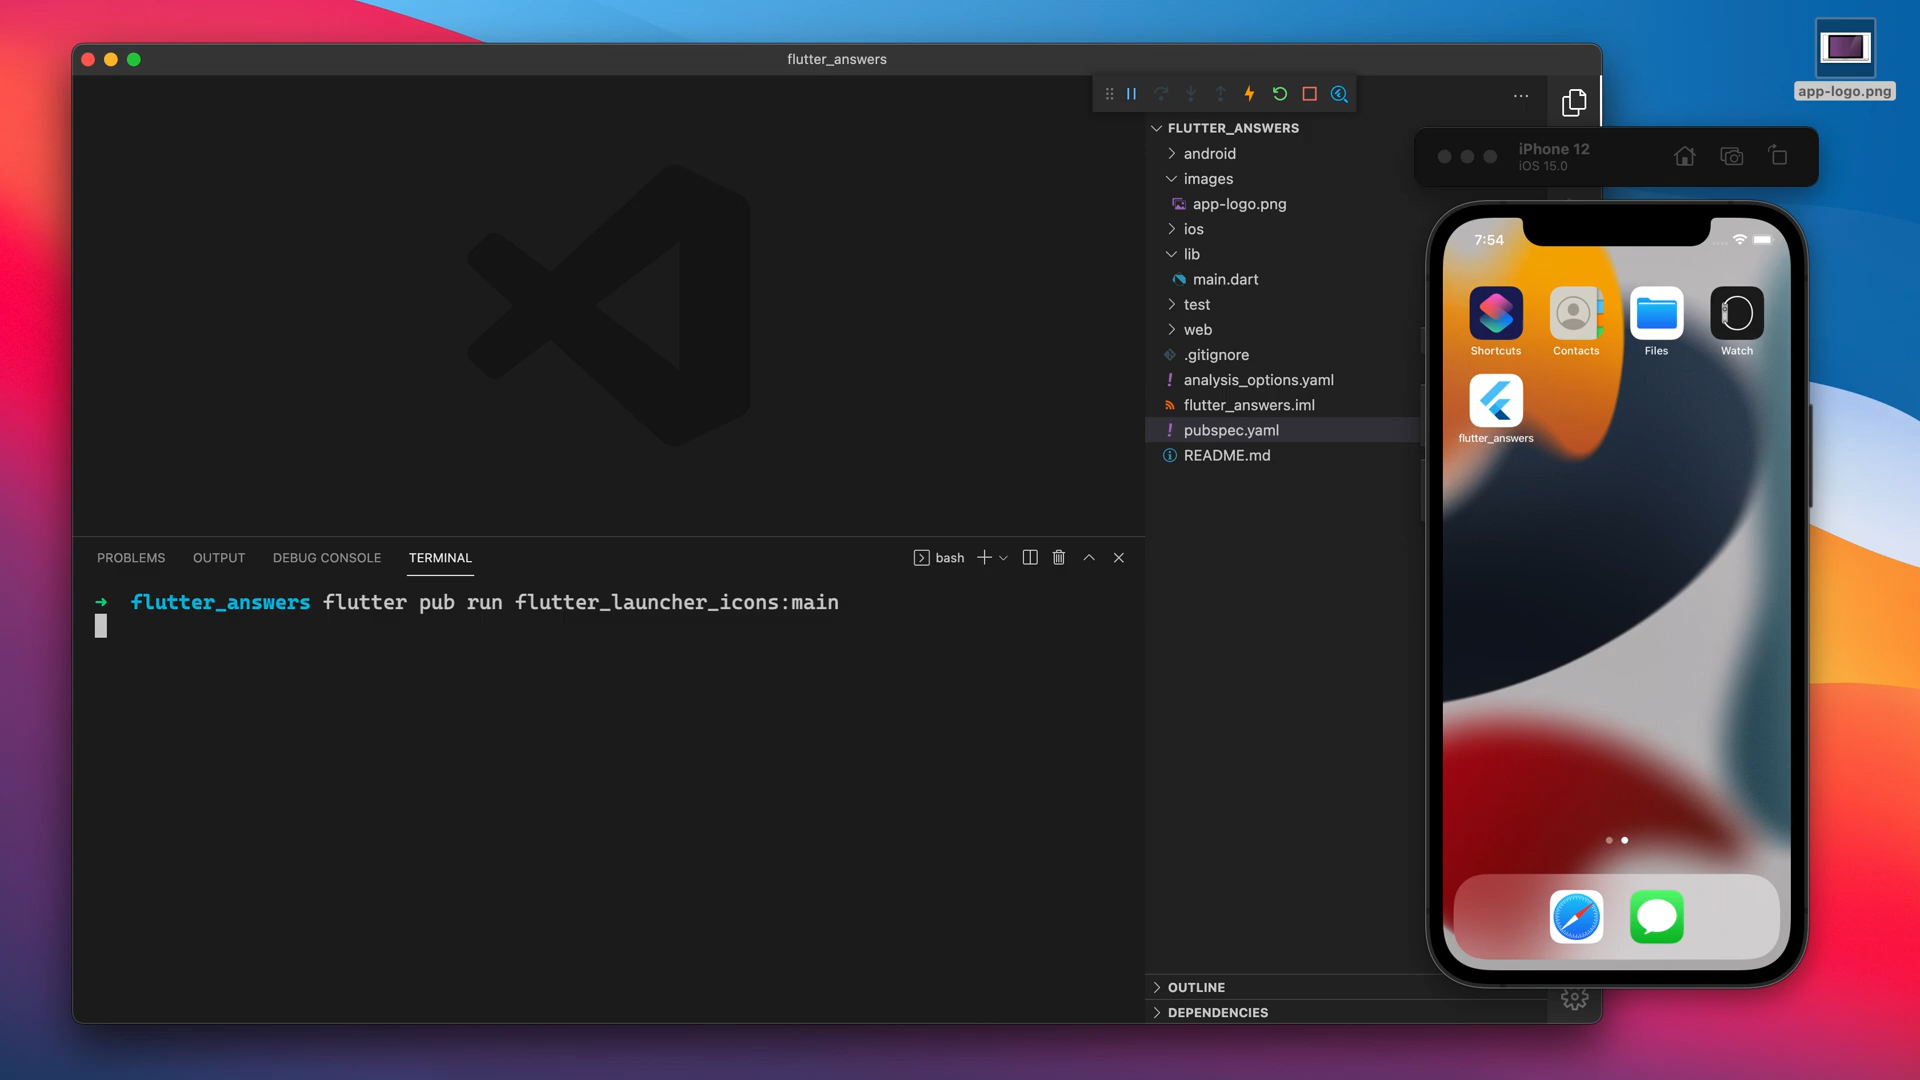 flutter_answers
app-logo.png
FLUTTER_ANSWERS
android
images
app-logo.png
ios
lib
main.dart
test
web
.gitignore
analysis_options.yaml
flutter_answers.iml
pubspec.yaml
README.md
OUTLINE
DEPENDENCIES
PROBLEMS OUTPUT DEBUG CONSOLE TERMINAL bash
➜ flutter_answers flutter pub run flutter_launcher_icons:main
iPhone 12
iOS 15.0
7:54
Shortcuts Contacts Files Watch
flutter_answers